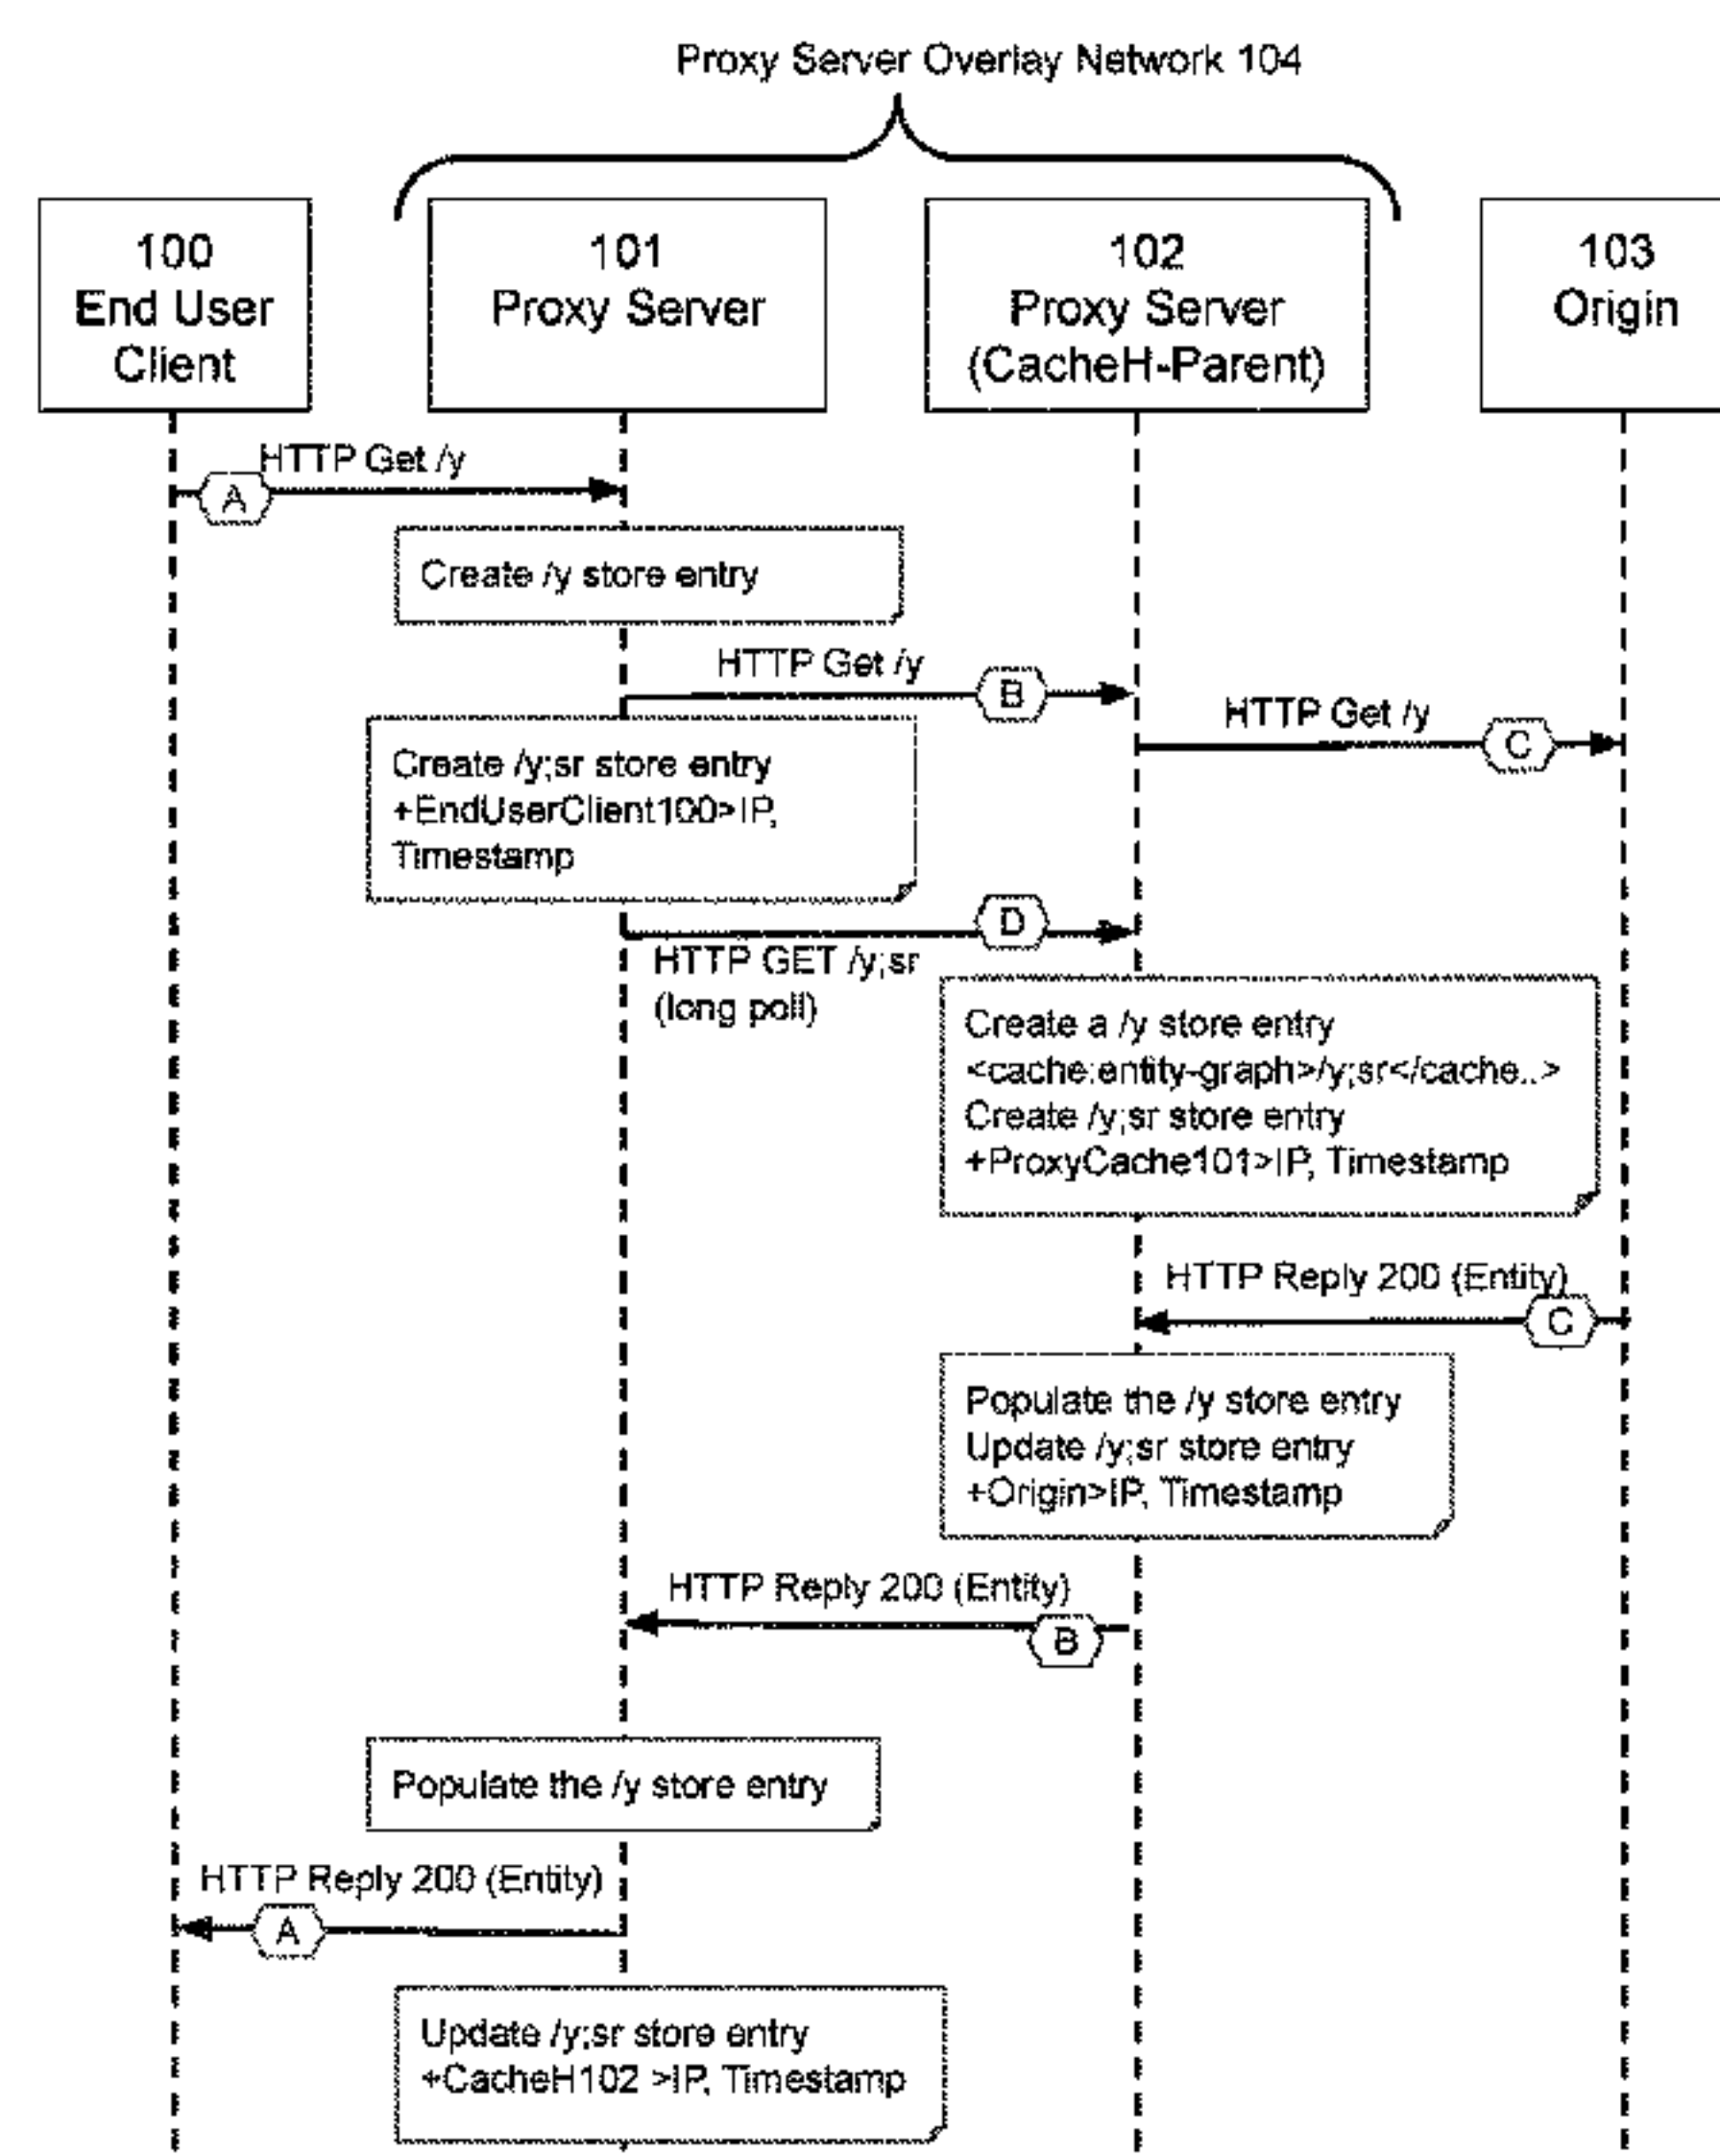 Proxy Server Overlay Network 104
100
End User
Client
101
Proxy Server
102
Proxy Server
(CacheH-Parent)
103
Origin
HTTP Get /y
A
Create /y store entry
HTTP Get /y
B
HTTP Get /y
C
Create /y;sr store entry
+EndUserClient100>IP,
Timestamp
D
HTTP GET /y;sr
(long poll)
Create a /y store entry
<cache:entity-graph>/y;sr</cache..>
Create /y;sr store entry
+ProxyCache101>IP, Timestamp
HTTP Reply 200 (Entity)
C
Populate the /y store entry
Update /y;sr store entry
+Origin>IP, Timestamp
HTTP Reply 200 (Entity)
B
Populate the /y store entry
HTTP Reply 200 (Entity)
A
Update /y;sr store entry
+CacheH102 >IP, Timestamp